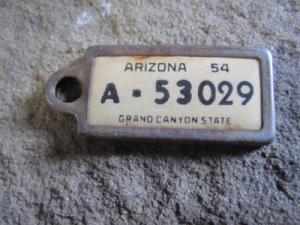 ARIZONA 54
A - 53029
GRAND CANYON STATE